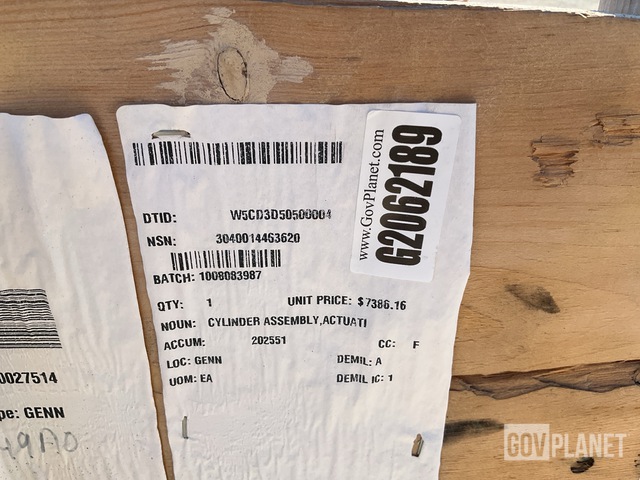 DTID: W5CD3D50500004
NSN: 3040014463620
BATCH: 1008083987
QTY: 1 UNIT PRICE: $7386.16
NOUN: CYLINDER ASSEMBLY,ACTUATI
ACCUM: 202551 CC: F
LOC: GENN DEMIL: A
UOM: EA DEMIL IC: 1
www.GovPlanet.com
G2062189
0027514
pe: GENN
49A0
GOVPLANET